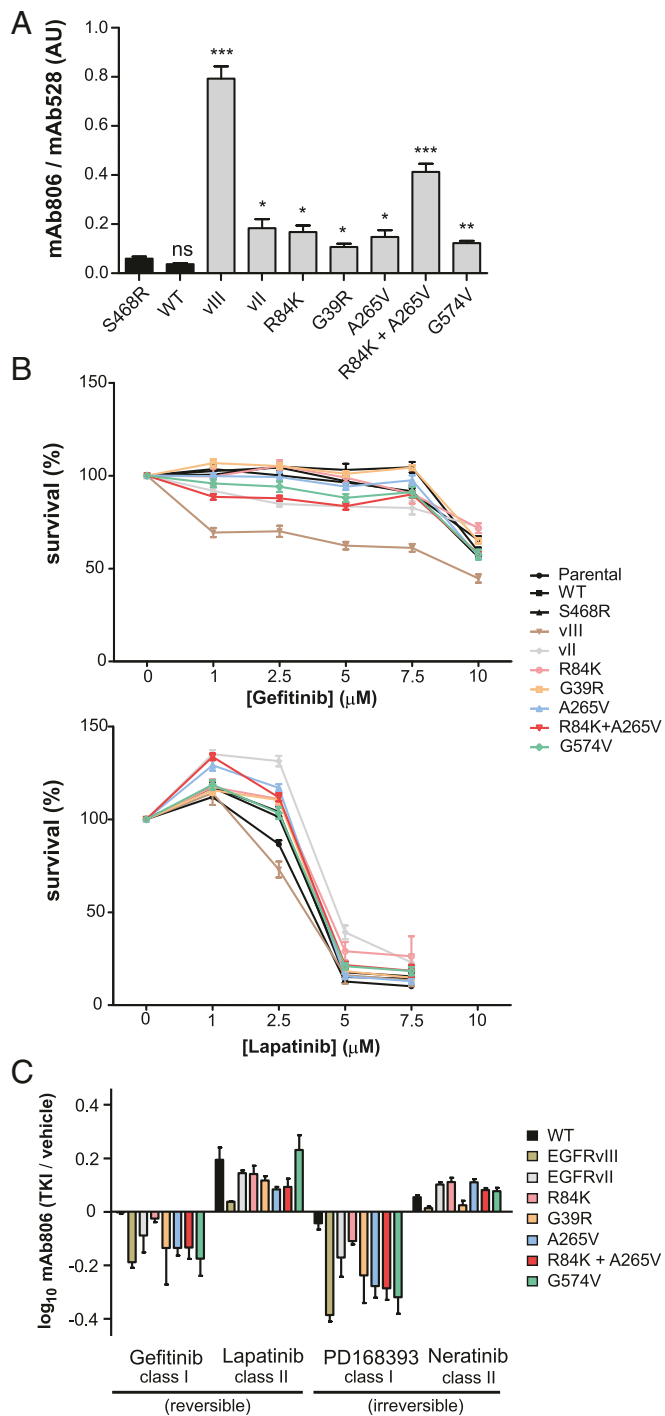 A
mAb806 / mAb528 (AU)
1.0
0.8
0.6
0.4
0.2
0.0
ns
***
*
*
*
*
***
**
S468R
WT
vIII
vII
R84K
G39R
A265V
R84K + A265V
G574V
B
survival (%)
150
100
50
0
0 1 2.5 5 7.5 10
[Gefitinib] (μM)
Parental
WT
S468R
vIII
vII
R84K
G39R
A265V
R84K+A265V
G574V
survival (%)
150
100
50
0
0 1 2.5 5 7.5 10
[Lapatinib] (μM)
C
log10 mAb806 (TKI / vehicle)
0.4
0.2
0
-0.2
-0.4
WT
EGFRvIII
EGFRvII
R84K
G39R
A265V
R84K + A265V
G574V
Gefitinib Lapatinib PD168393 Neratinib
class I class II class I class II
(reversible) (irreversible)